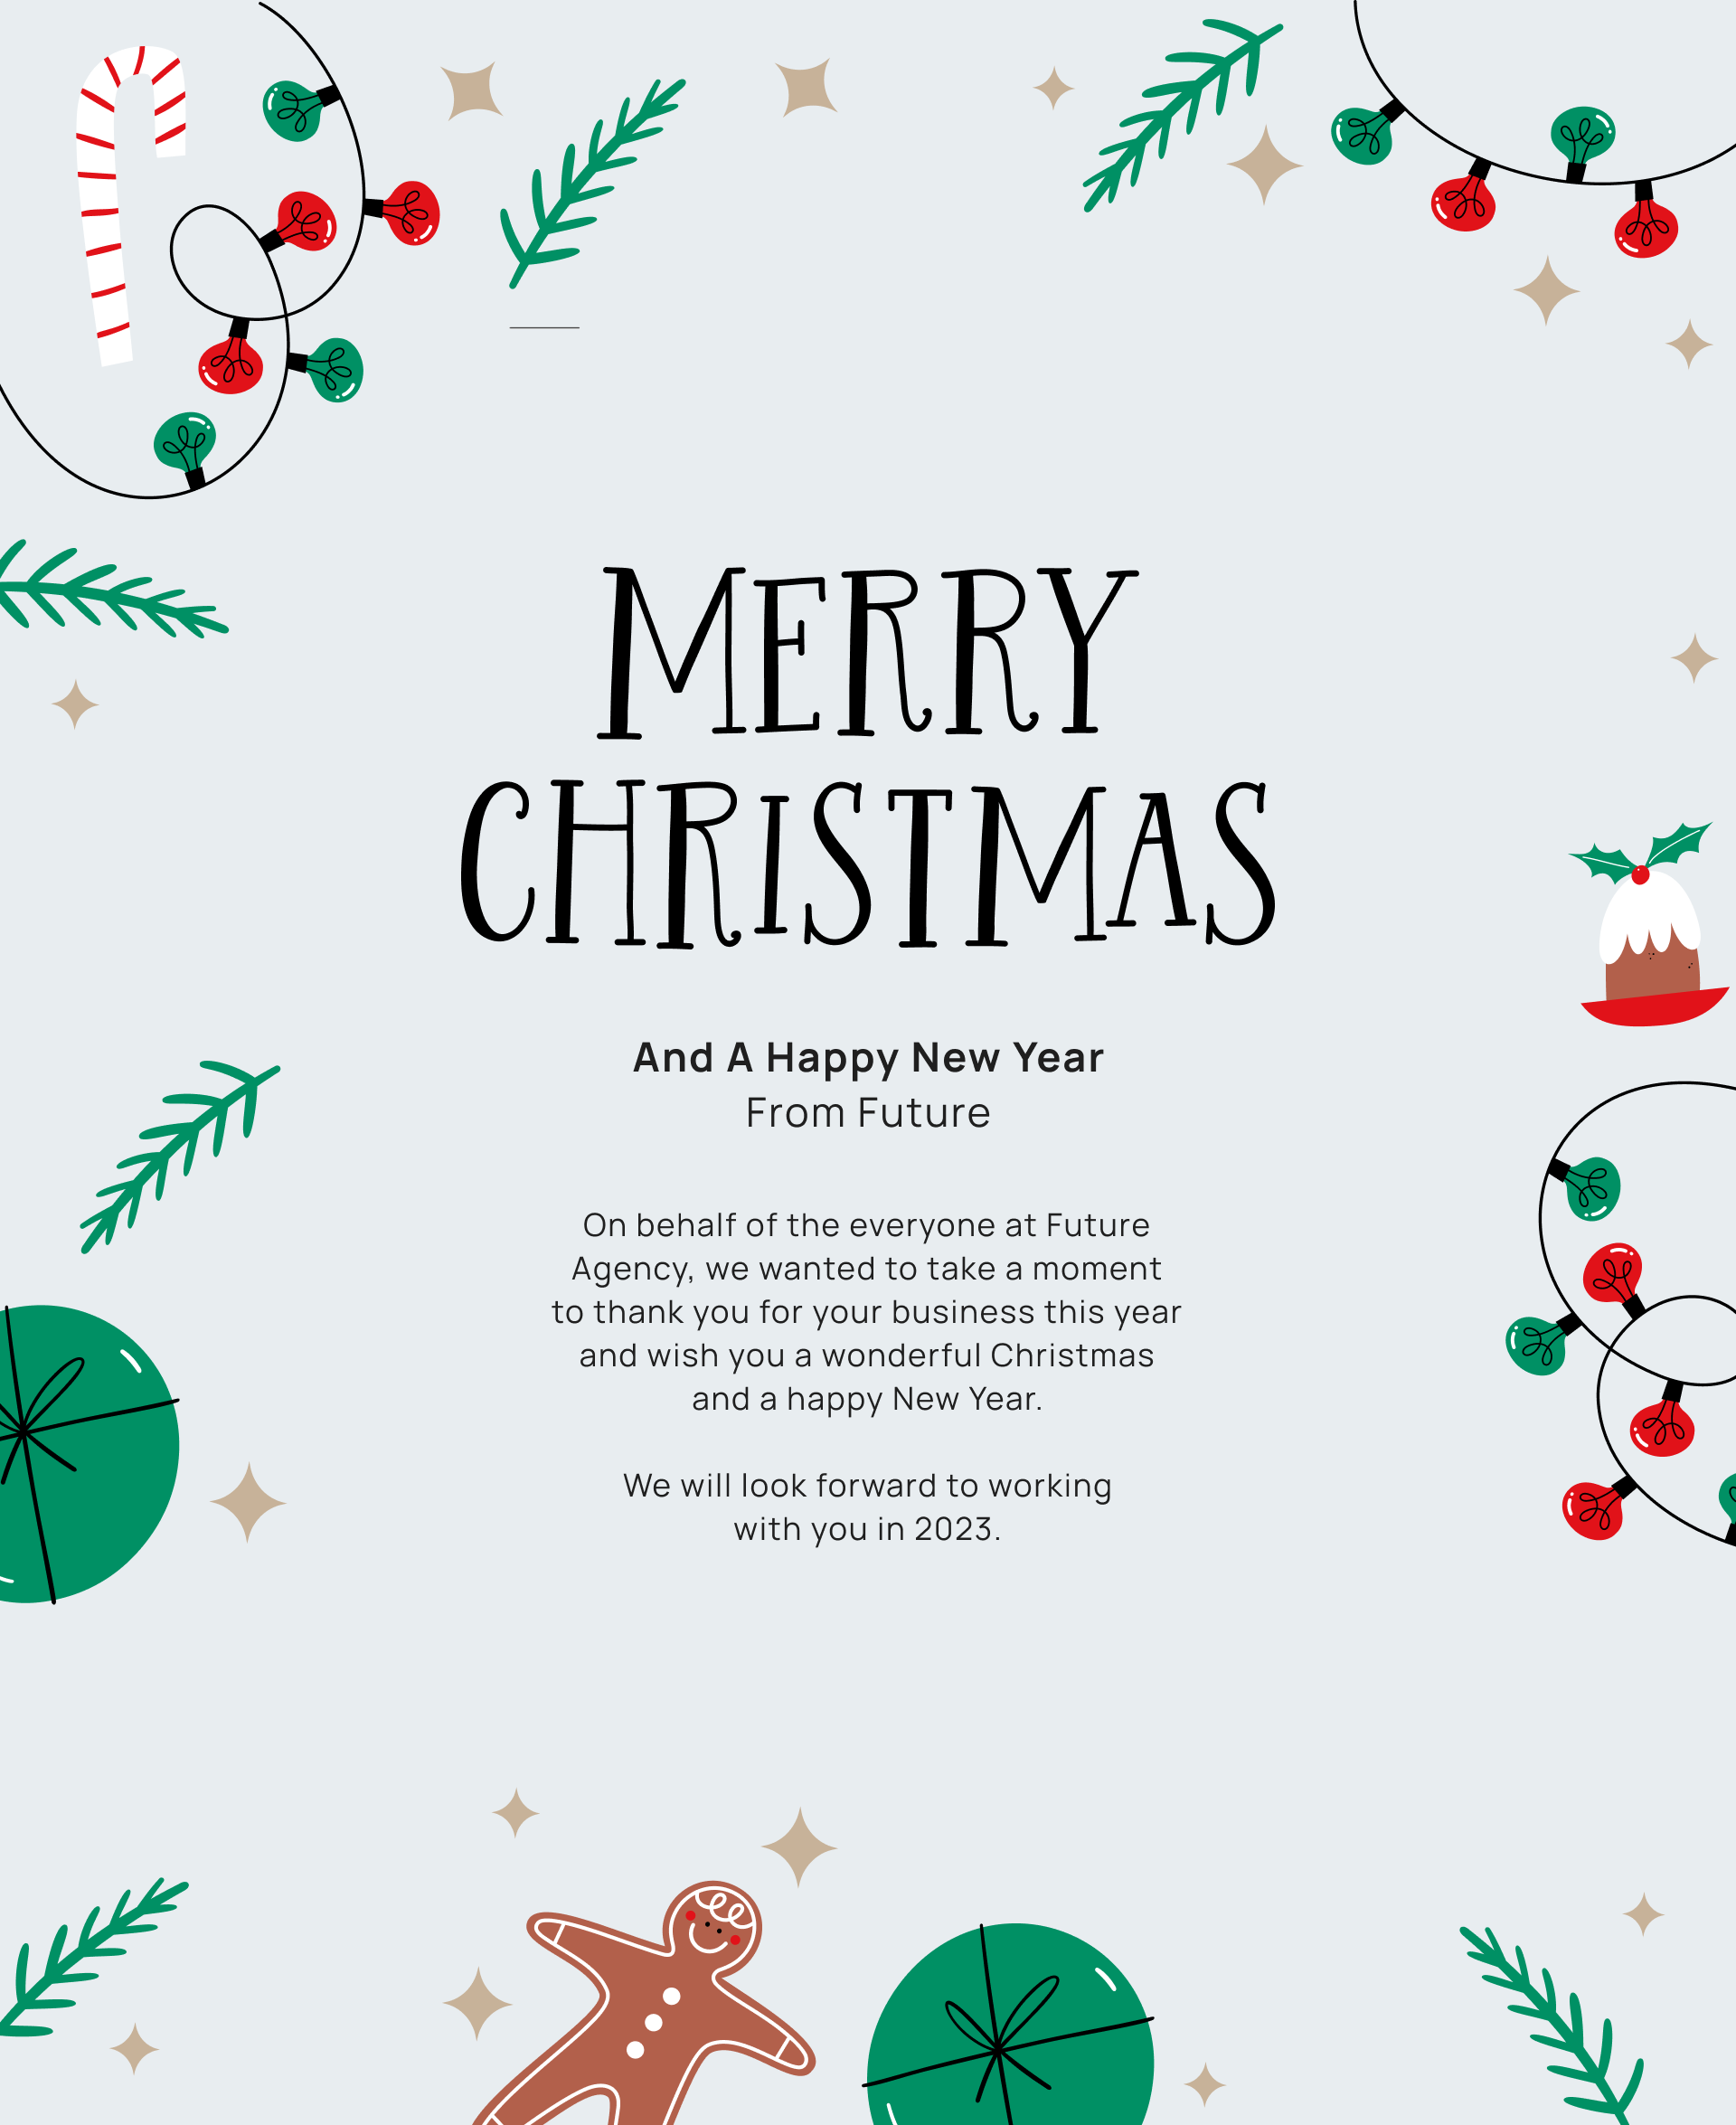 MERRY
CHRISTMAS
And A Happy New Year
From Future
On behalf of the everyone at Future
Agency, we wanted to take a moment
to thank you for your business this year
and wish you a wonderful Christmas
and a happy New Year.
We will look forward to working
with you in 2023.